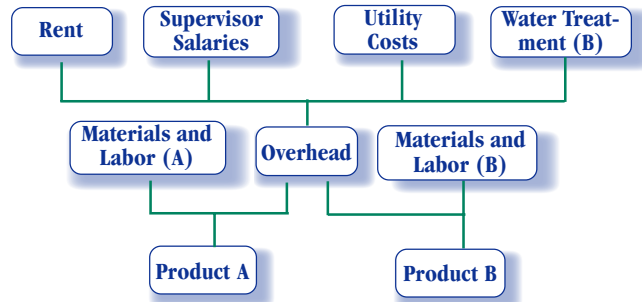 Rent
Supervisor
Salaries
Utility
Costs
Water Treat-
ment (B)
Materials and
Labor (A)
Overhead
Materials and
Labor (B)
Product A
Product B